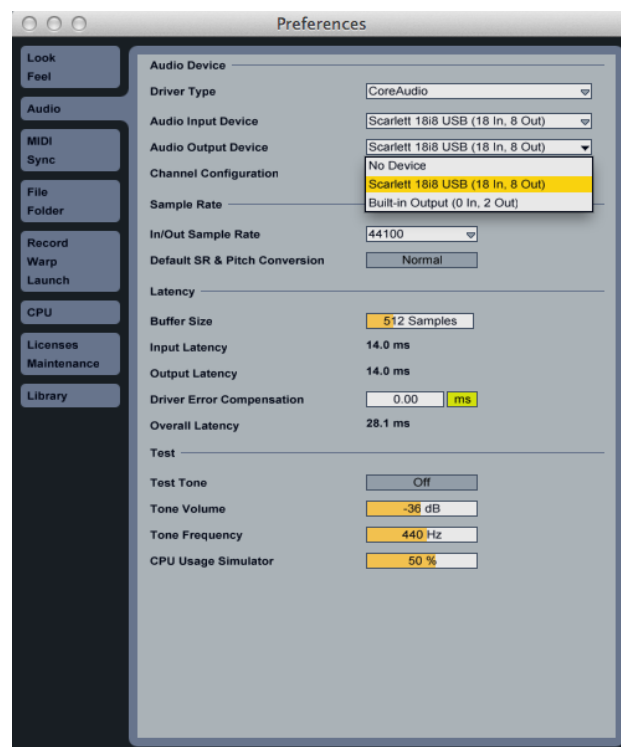 Preferences
Look
Feel
Audio
MIDI
Sync
File
Folder
Record
Warp
Launch
CPU
Licenses
Maintenance
Library
Audio Device
Driver Type CoreAudio
Audio Input Device Scarlett 18i8 USB (18 In, 8 Out)
Audio Output Device Scarlett 18i8 USB (18 In, 8 Out)
No Device
Scarlett 18i8 USB (18 In, 8 Out)
Built-in Output (0 In, 2 Out)
Channel Configuration
Sample Rate
In/Out Sample Rate 44100
Default SR & Pitch Conversion Normal
Latency
Buffer Size 512 Samples
Input Latency 14.0 ms
Output Latency 14.0 ms
Driver Error Compensation 0.00 ms
Overall Latency 28.1 ms
Test
Test Tone Off
Tone Volume -36 dB
Tone Frequency 440 Hz
CPU Usage Simulator 50 %